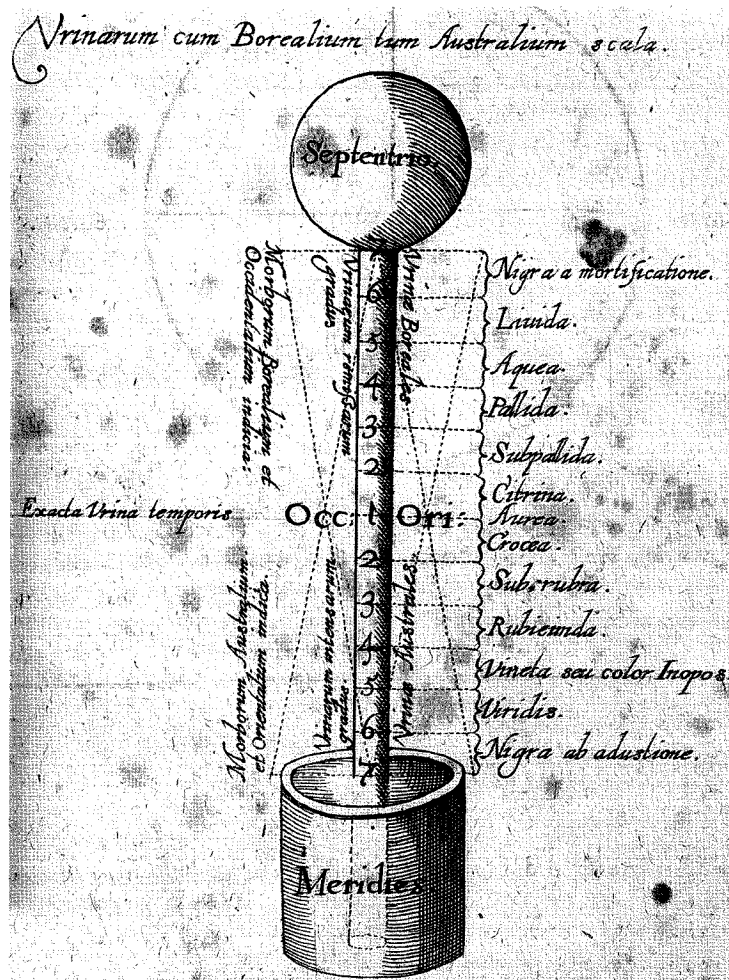 Vrinarum cum Borealium tum Australium scala.
Septentrio.
Morborum Borealium et
Occidentalium indicia:
Vrinarum remissarum
gradus
Vrinæ Boreales
7
6
5
4
3
2
1
2
3
4
5
6
7
Nigra a mortificatione.
Liuida.
Aquea.
Pallida.
Subpallida.
Citrina.
Aurea.
Crocea.
Subrubra.
Rubicunda.
Vineta seu color Inopos.
Viridis.
Nigra ab adustione.
Exacta Vrina temporis
Occ: Ori:
Morborum Australium
et Orientalium indica.
Vrinarum intensarum
gradus.
Vrinæ Australes.
Meridies